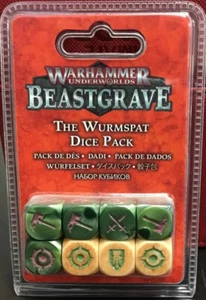 WARHAMMER
UNDERWORLDS
BEASTGRAVE
THE WURMSPAT
DICE PACK
PACK DE DÉS • DADI • PACK DE DADOS
WÜRFELSET • ダイスパック • 骰子包
НАБОР КУБИКОВ